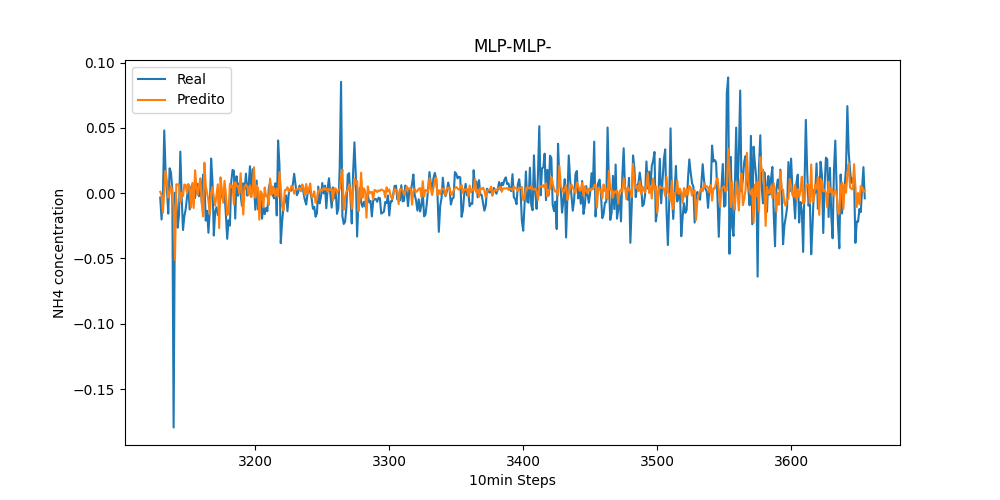 MLP-MLP-
Real
Predito
0.10
0.05
0.00
−0.05
−0.10
−0.15
NH4 concentration
3200 3300 3400 3500 3600
10min Steps